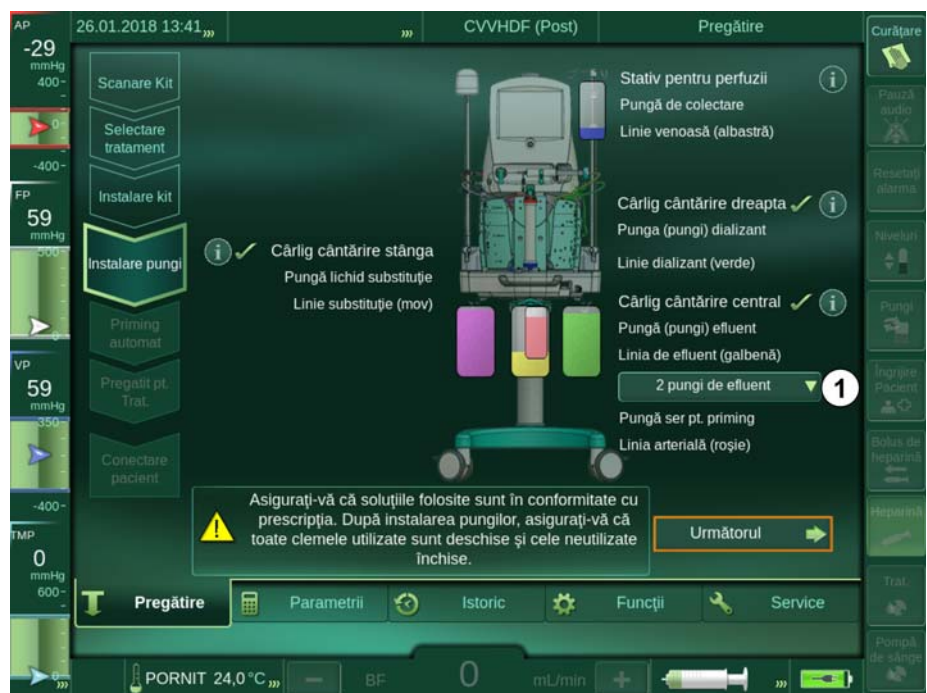 26.01.2018 13:41
CVVHDF (Post)
Pregătire
AP
-29
mmHg
400-
0-
-400-
FP
59
mmHg
500-
0-
VP
59
mmHg
350-
-400-
TMP
0
mmHg
600-
Scanare Kit
Selectare
tratament
Instalare kit
Instalare pungi
Priming
automat
Pregatit pt.
Trat.
Conectare
pacient
Cârlig cântărire stânga
Pungă lichid substituție
Linie substituție (mov)
Stativ pentru perfuzii
Pungă de colectare
Linie venoasă (albastră)
Cârlig cântărire dreapta
Punga (pungi) dializant
Linie dializant (verde)
Cârlig cântărire central
Pungă (pungi) efluent
Linia de efluent (galbenă)
2 pungi de efluent
1
Pungă ser pt. priming
Linia arterială (roșie)
Asigurați-vă că soluțiile folosite sunt în conformitate cu
prescripția. După instalarea pungilor, asigurați-vă că
toate clemele utilizate sunt deschise și cele neutilizate
închise.
Următorul
Pregătire
Parametrii
Istoric
Funcții
Service
PORNIT 24,0 °C
BF
0
mL/min
Curățare
Pauză
audio
Resetați
alarma
Niveluri
Pungi
Îngrijire
Pacient
Bolus de
heparină
Heparină
Trat.
Pompă
de sânge